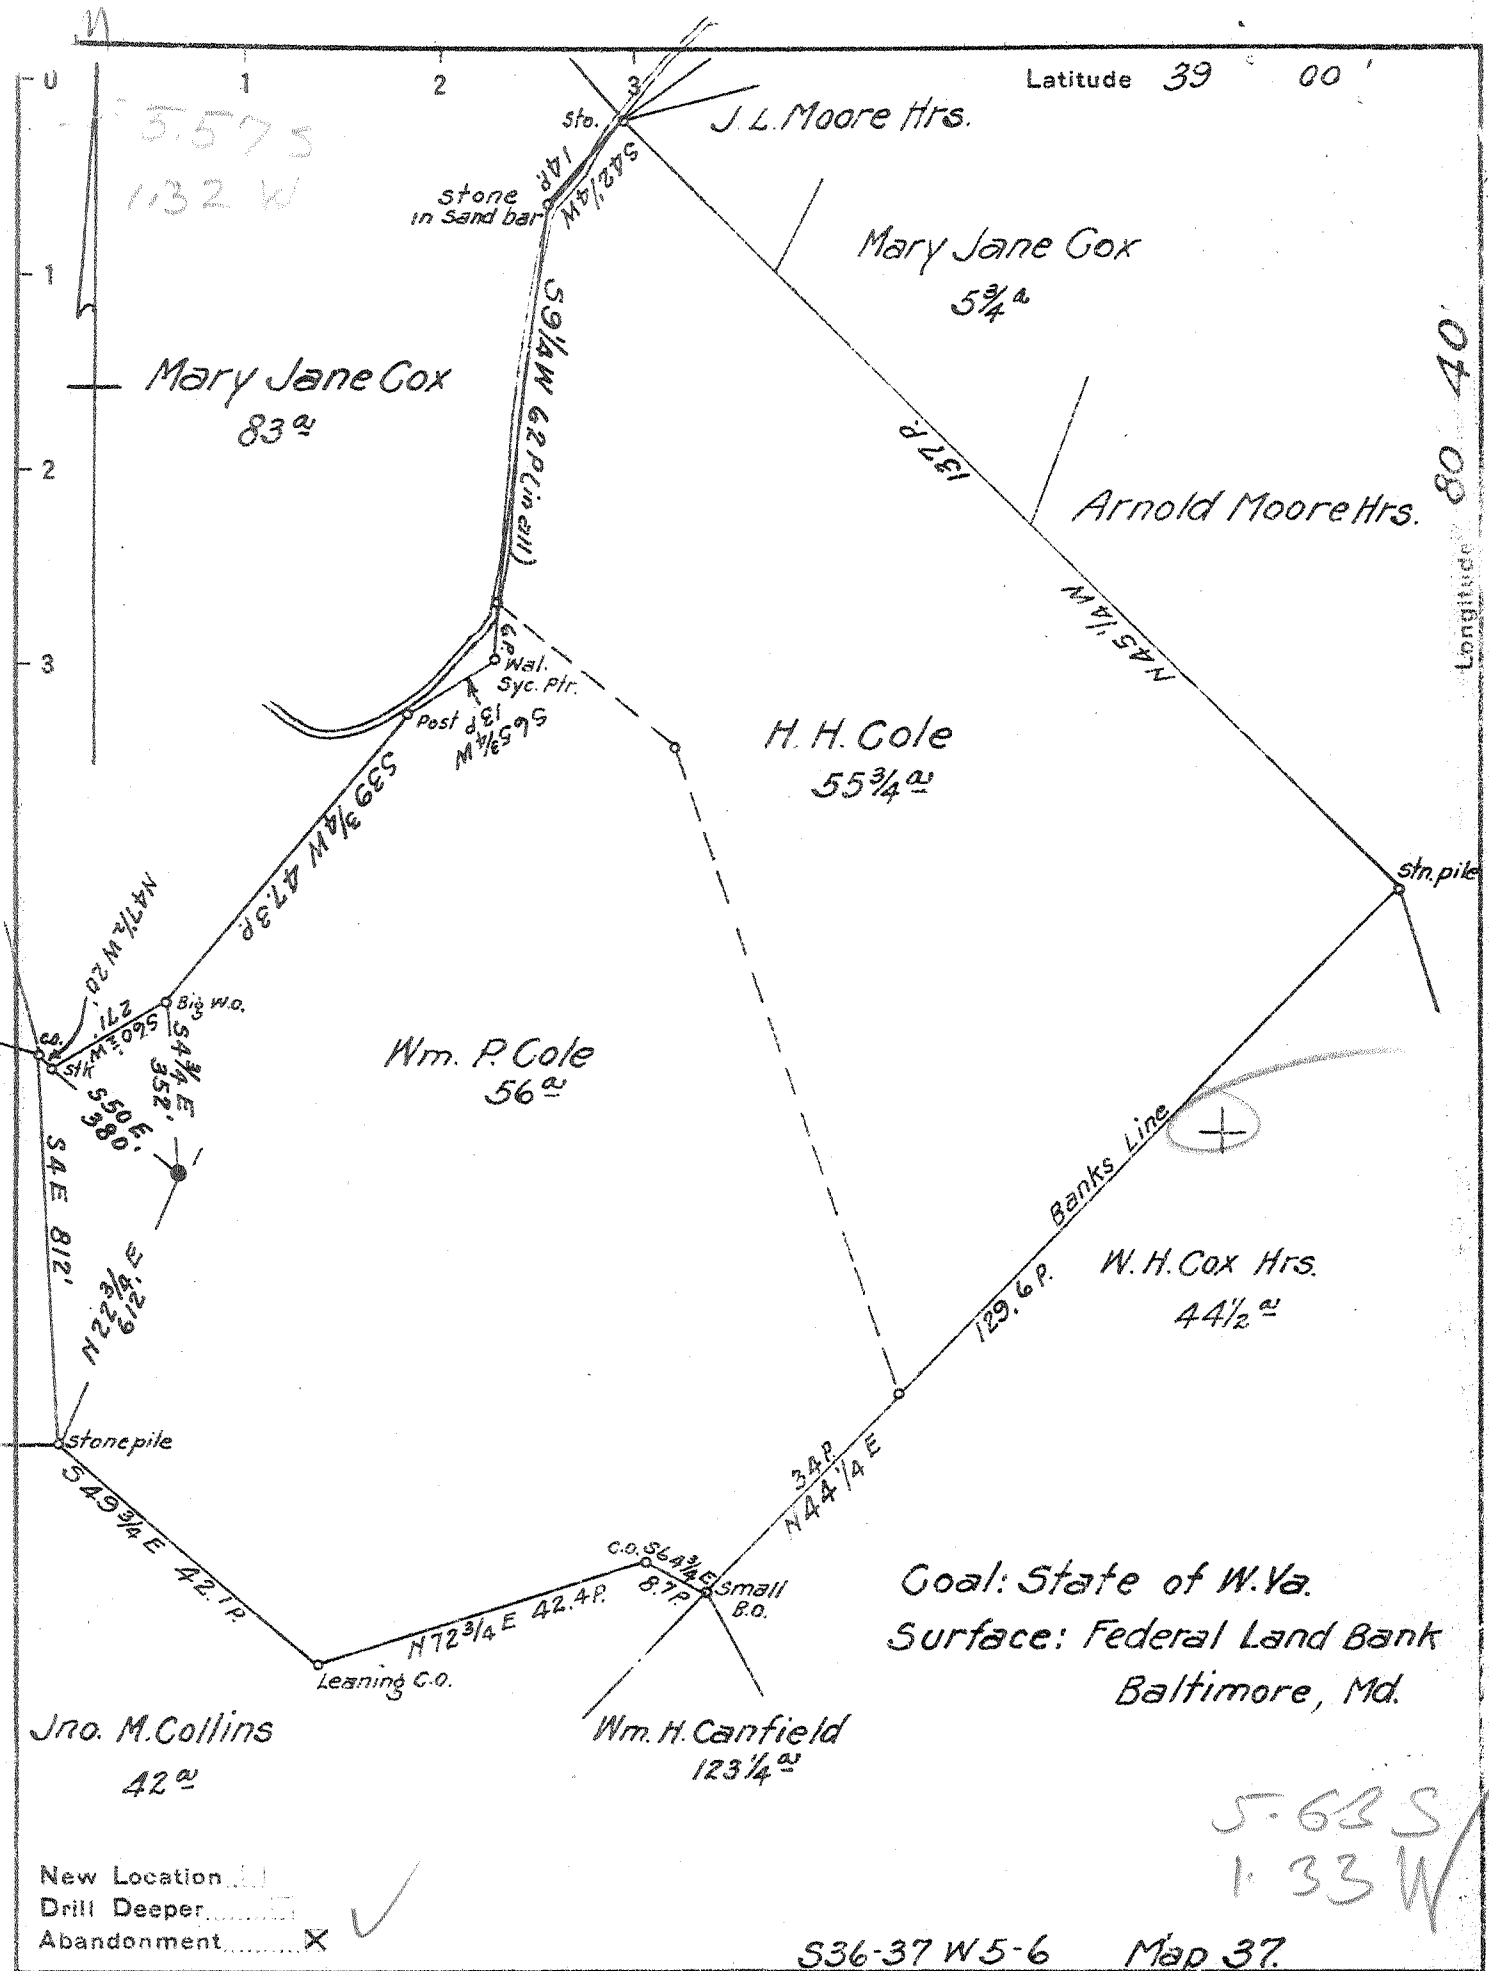 N
0 1 2 3 Latitude 39 00'
5.57 S
1.32 W
1
2
3
Longitude 80 40'
sto.
J. L. Moore Hrs.
S42 1/4 W
14 P.
stone
in sand bar
Mary Jane Cox
5 3/4 a
Mary Jane Cox
83 a
S9 1/4 W 62 P (in all)
137 P.
N45 1/4 W
Arnold Moore Hrs.
6 P.
Wal.
Syc. Ptr.
Post
S65 3/4 W
13 P
H. H. Cole
55 3/4 a
S39 3/4 W 47.3 P.
stn. pile
N47 1/2 W 20'
Big W.O.
271'
S60 W
stk
S4 3/4 E
352'
S50 E.
380'
Wm. P. Cole
56 a
S4 E 812'
N22 3/4 E
612'
Banks Line
129.6 P.
W. H. Cox Hrs.
44 1/2 a
stone pile
S49 3/4 E 42.1 P.
34 P.
N44 1/4 E
C.O.
S64 3/4 E
8.7 P.
Small
B.O.
N72 3/4 E 42.4 P.
Leaning C.O.
Coal: State of W. Va.
Surface: Federal Land Bank
Baltimore, Md.
Jno. M. Collins
42 a
Wm. H. Canfield
123 1/4 a
5.63 S
1.33 W
New Location
Drill Deeper
Abandonment X
S36-37 W5-6 Map 37.